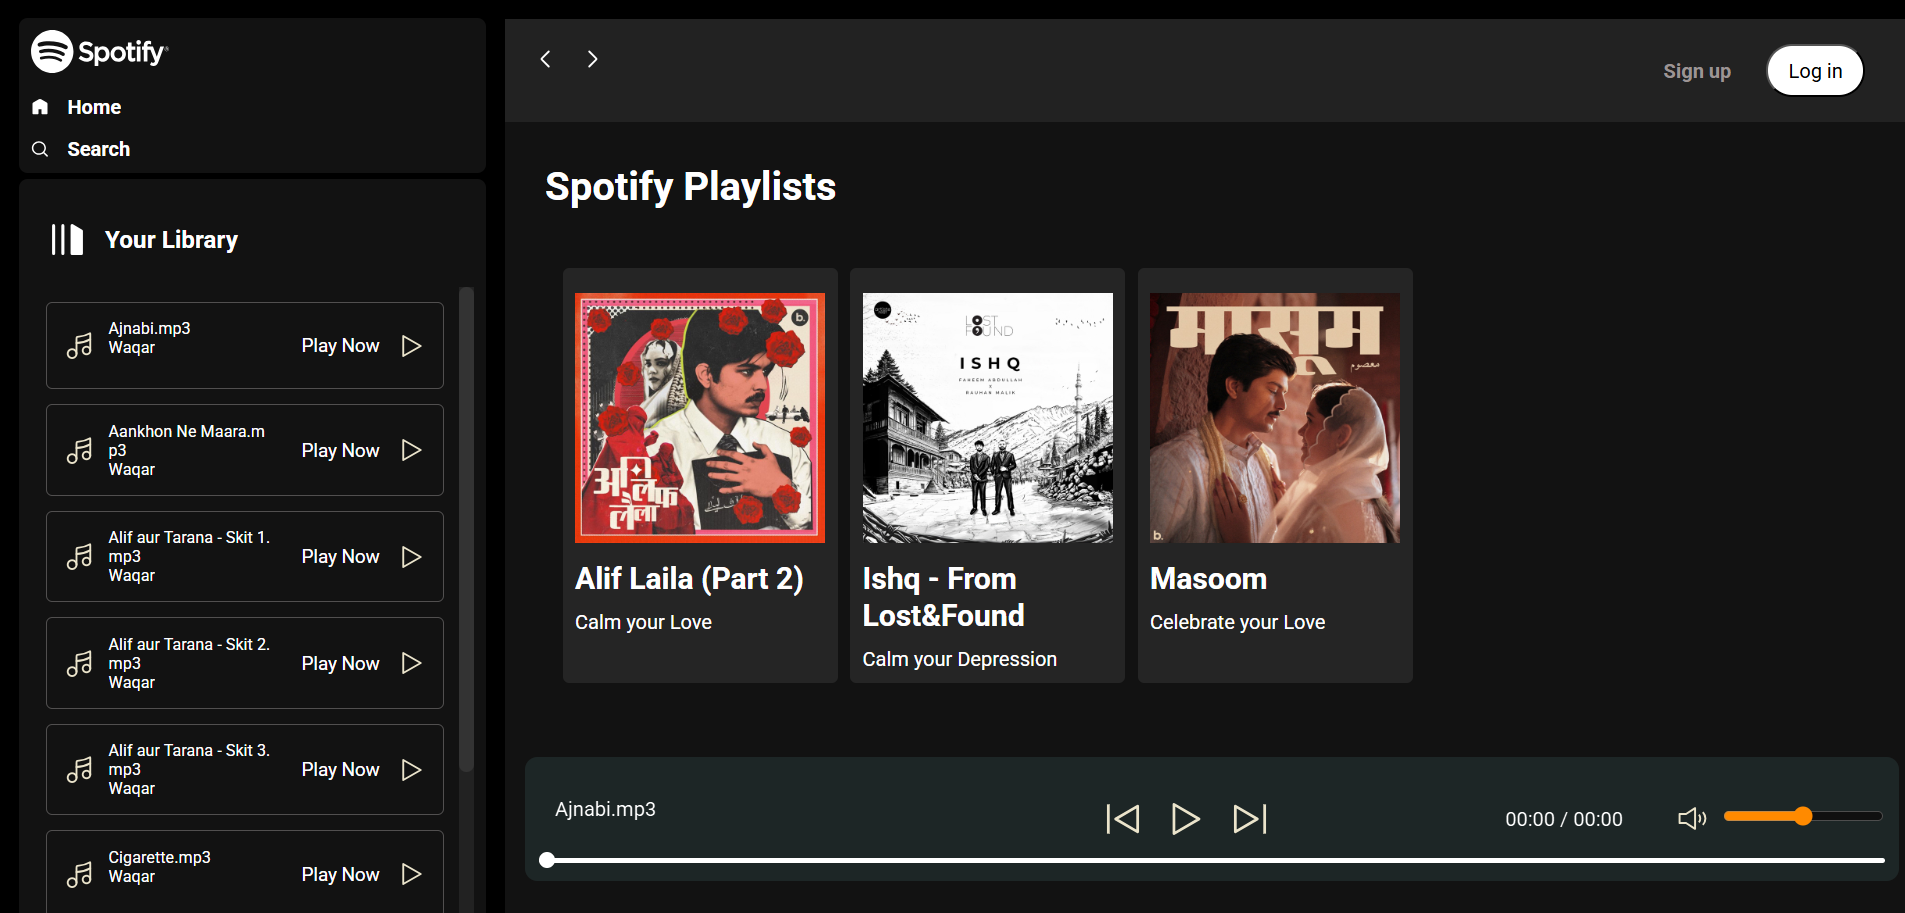 Spotify
Home
Search
Your Library
Ajnabi.mp3
Waqar
Play Now
Aankhon Ne Maara.m
p3
Waqar
Play Now
Alif aur Tarana - Skit 1.
mp3
Waqar
Play Now
Alif aur Tarana - Skit 2.
mp3
Waqar
Play Now
Alif aur Tarana - Skit 3.
mp3
Waqar
Play Now
Cigarette.mp3
Waqar
Play Now
Sign up
Log in
Spotify Playlists
b.
अलिफ़
लैला
Alif Laila (Part 2)
Calm your Love
LOST
FOUND
ISHQ
FAHEEM ABDULLAH
X
RAUHAN MALIK
Ishq - From
Lost&Found
Calm your Depression
मासूम
معصوم
b.
Masoom
Celebrate your Love
Ajnabi.mp3
00:00 / 00:00